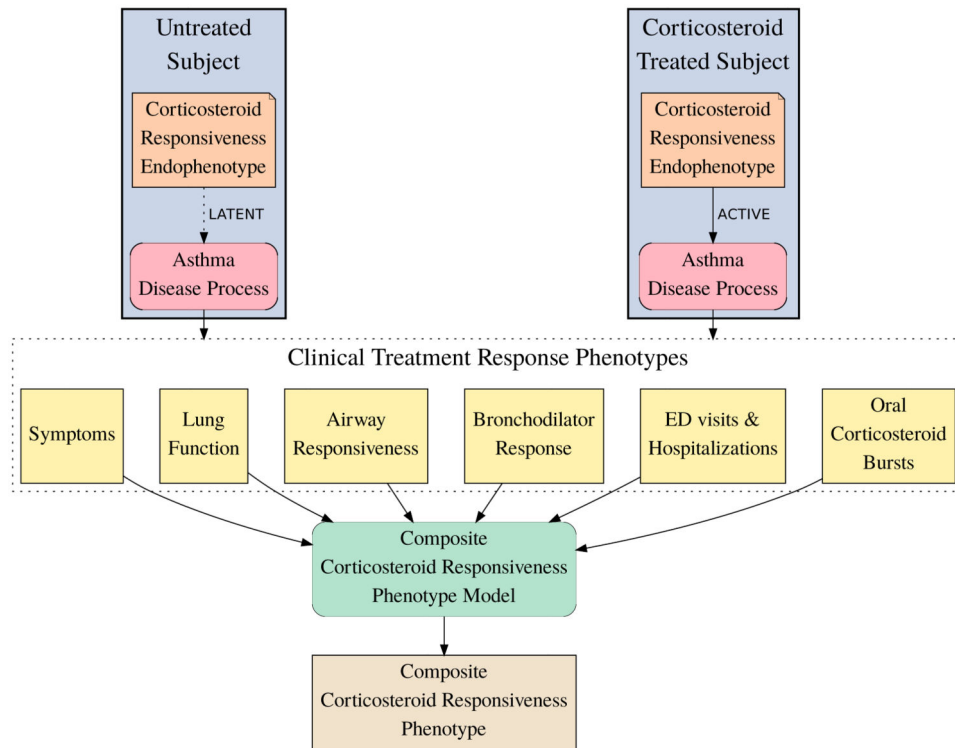 Untreated
Subject
Corticosteroid
Responsiveness
Endophenotype
LATENT
Asthma
Disease Process
Corticosteroid
Treated Subject
Corticosteroid
Responsiveness
Endophenotype
ACTIVE
Asthma
Disease Process
Clinical Treatment Response Phenotypes
Symptoms
Lung
Function
Airway
Responsiveness
Bronchodilator
Response
ED visits &
Hospitalizations
Oral
Corticosteroid
Bursts
Composite
Corticosteroid Responsiveness
Phenotype Model
Composite
Corticosteroid Responsiveness
Phenotype